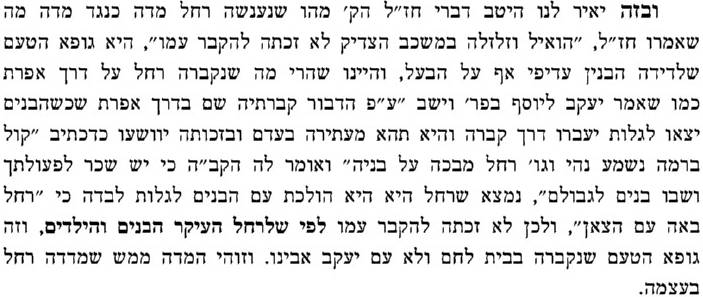 ובזה יאיר לנו היטב דברי חז״ל הק׳ מהו שנענשה רחל מדה כנגד מדה מה
שאמרו חז״ל, ״הואיל וזלזלה במשכב הצדיק לא זכתה להקבר עמו״, היא גופא הטעם
שלדידה הבנין עדיפי אף על הבעל, והיינו שהרי מה שנקברה רחל על דרך אפרת
כמו שאמר יעקב ליוסף בפר׳ וישב ״ע״פ הדבור קברתיה שם בדרך אפרת שכשהבנים
יצאו לגלות יעברו דרך קברה והיא תהא מעתירה בעדם ובזכותה יוושעו כדכתיב ״קול
ברמה נשמע נהי וגו׳ רחל מבכה על בניה״ ואומר לה הקב״ה כי יש שכר לפעולתך
ושבו בנים לגבולם״, נמצא שרחל היא היא הולכת עם הבנים לגלות לבדה כי ״רחל
באה עם הצאן״, ולכן לא זכתה להקבר עמו לפי שלרחל העיקר הבנים והילדים, וזה
גופא הטעם שנקברה בבית לחם ולא עם יעקב אבינו. וזוהי המדה ממש שמדדה רחל
בעצמה.